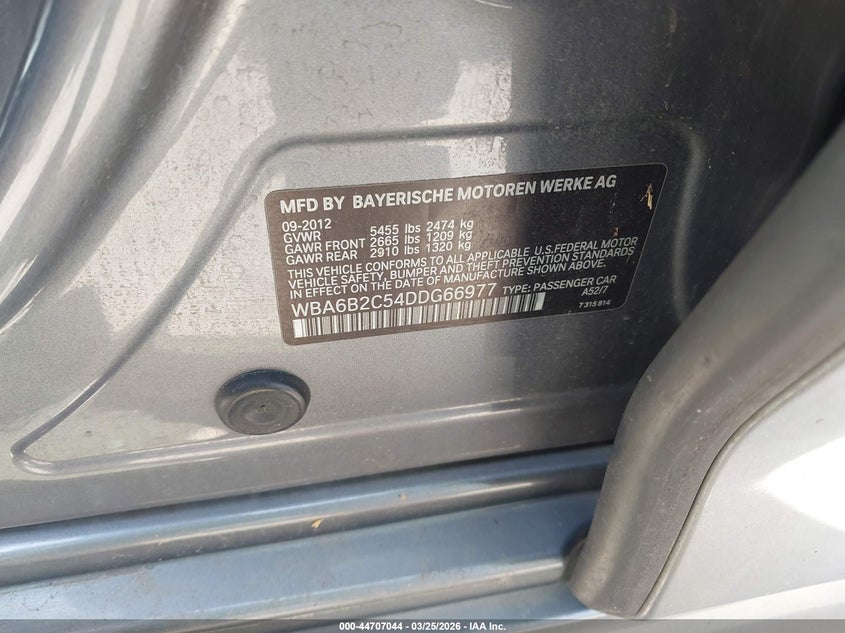 MFD BY BAYERISCHE MOTOREN WERKE AG
09-2012
GVWR 5455 lbs 2474 kg
GAWR FRONT 2665 lbs 1209 kg
GAWR REAR 2910 lbs 1320 kg
THIS VEHICLE CONFORMS TO ALL APPLICABLE U.S.FEDERAL MOTOR
VEHICLE SAFETY, BUMPER AND THEFT PREVENTION STANDARDS
IN EFFECT ON THE DATE OF MANUFACTURE SHOWN ABOVE.
WBA6B2C54DDG66977 TYPE: PASSENGER CAR
A52/7
7315814
000-44707044 - 03/25/2026 - IAA Inc.